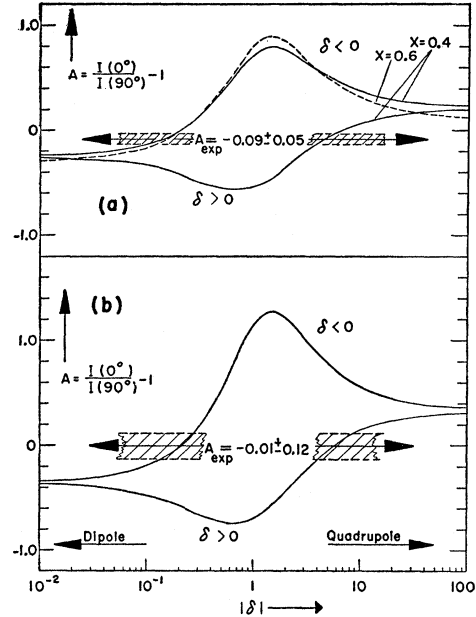 1.0
A = I(0°) / I(90°) - 1
δ < 0
X=0.6
X=0.4
0
A exp = -0.09 ± 0.05
(a)
δ > 0
-1.0
(b)
1.0
A = I(0°) / I(90°) - 1
δ < 0
0
A exp = -0.01 ± 0.12
δ > 0
Dipole
Quadrupole
-1.0
10⁻² 10⁻¹ 1 10 100
|δ|